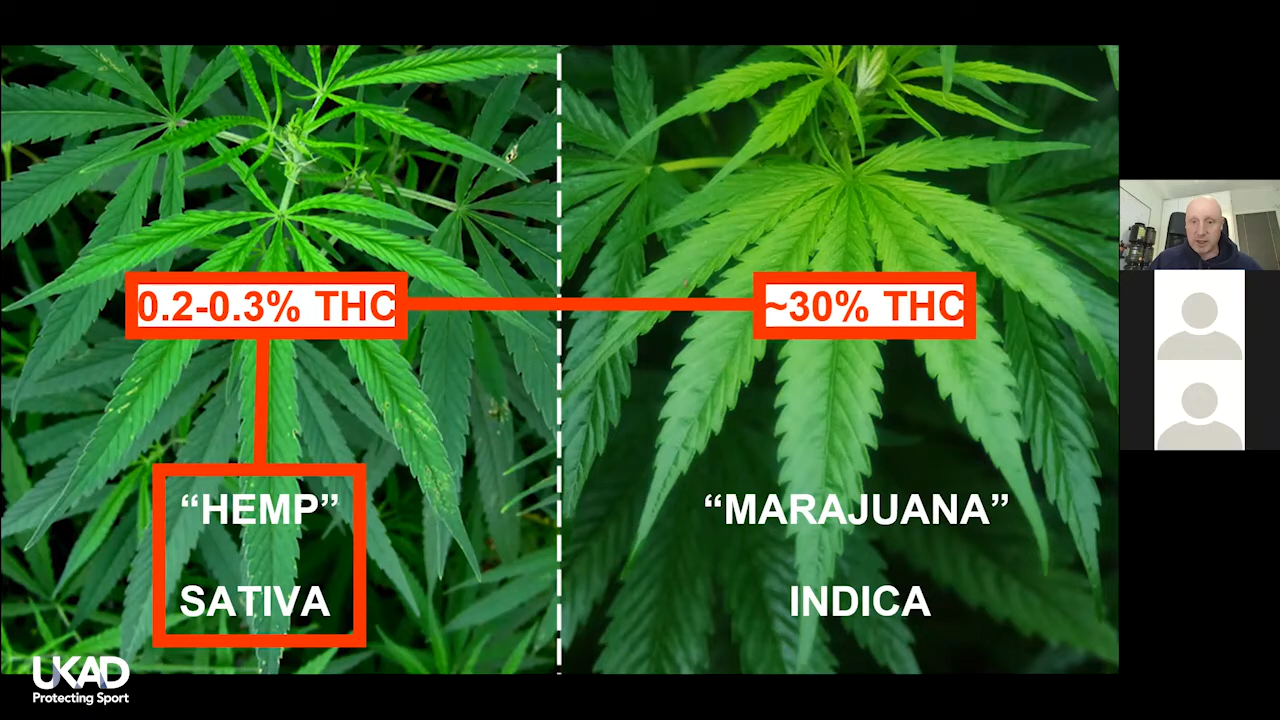 0.2-0.3% THC
~30% THC
“HEMP”
“MARAJUANA”
SATIVA
INDICA
UKAD
Protecting Sport